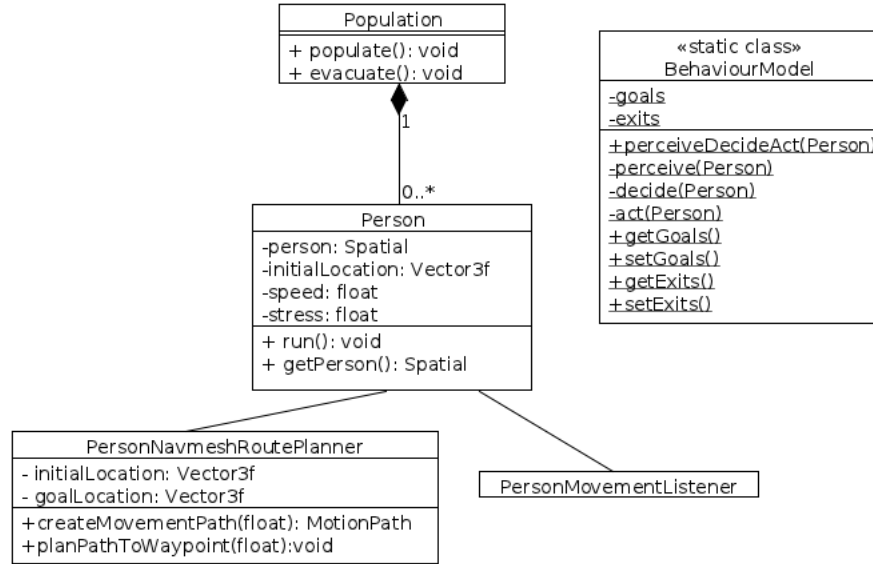 Population
+ populate(): void
+ evacuate(): void
1
0..*
«static class»
BehaviourModel
-goals
-exits
+perceiveDecideAct(Person)
-perceive(Person)
-decide(Person)
-act(Person)
+getGoals()
+setGoals()
+getExits()
+setExits()
Person
-person: Spatial
-initialLocation: Vector3f
-speed: float
-stress: float
+ run(): void
+ getPerson(): Spatial
PersonNavmeshRoutePlanner
- initialLocation: Vector3f
- goalLocation: Vector3f
+createMovementPath(float): MotionPath
+planPathToWaypoint(float):void
PersonMovementListener